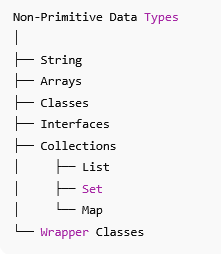 Non-Primitive Data Types
│
├── String
├── Arrays
├── Classes
├── Interfaces
├── Collections
│     ├── List
│     ├── Set
│     └── Map
└── Wrapper Classes